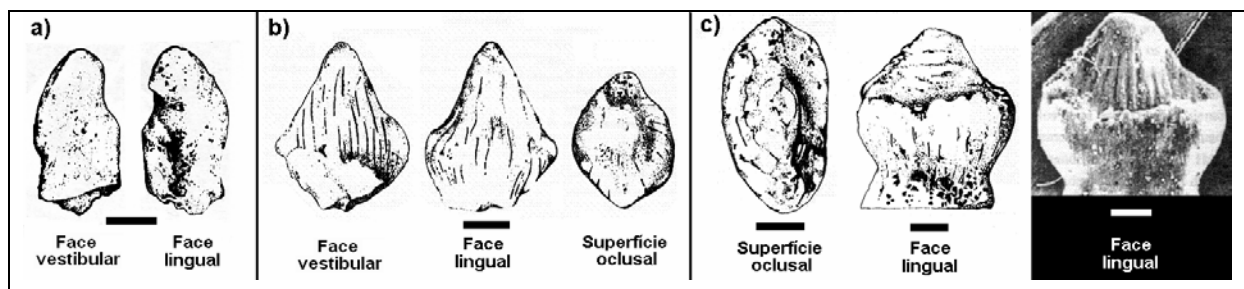 a)
b)
c)
Face
vestibular
Face
lingual
Face
vestibular
Face
lingual
Superfície
oclusal
Superfície
oclusal
Face
lingual
Face
lingual